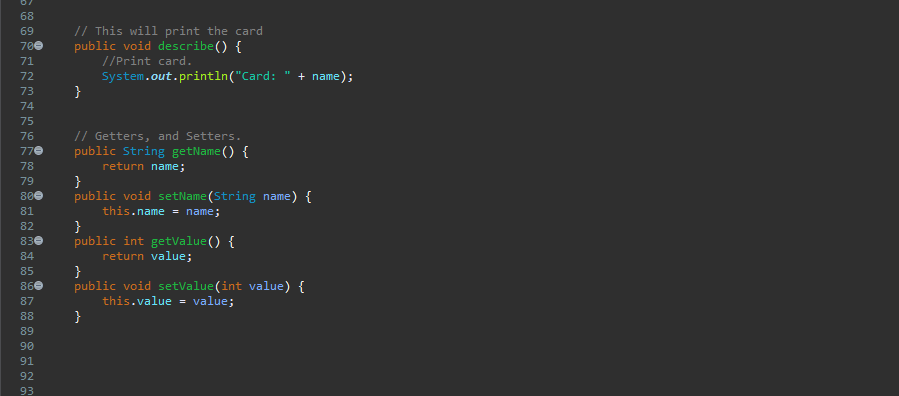 67
68
69 // This will print the card
70 public void describe() {
71 //Print card.
72 System.out.println("Card: " + name);
73 }
74
75
76 // Getters, and Setters.
77 public String getName() {
78 return name;
79 }
80 public void setName(String name) {
81 this.name = name;
82 }
83 public int getValue() {
84 return value;
85 }
86 public void setValue(int value) {
87 this.value = value;
88 }
89
90
91
92
93